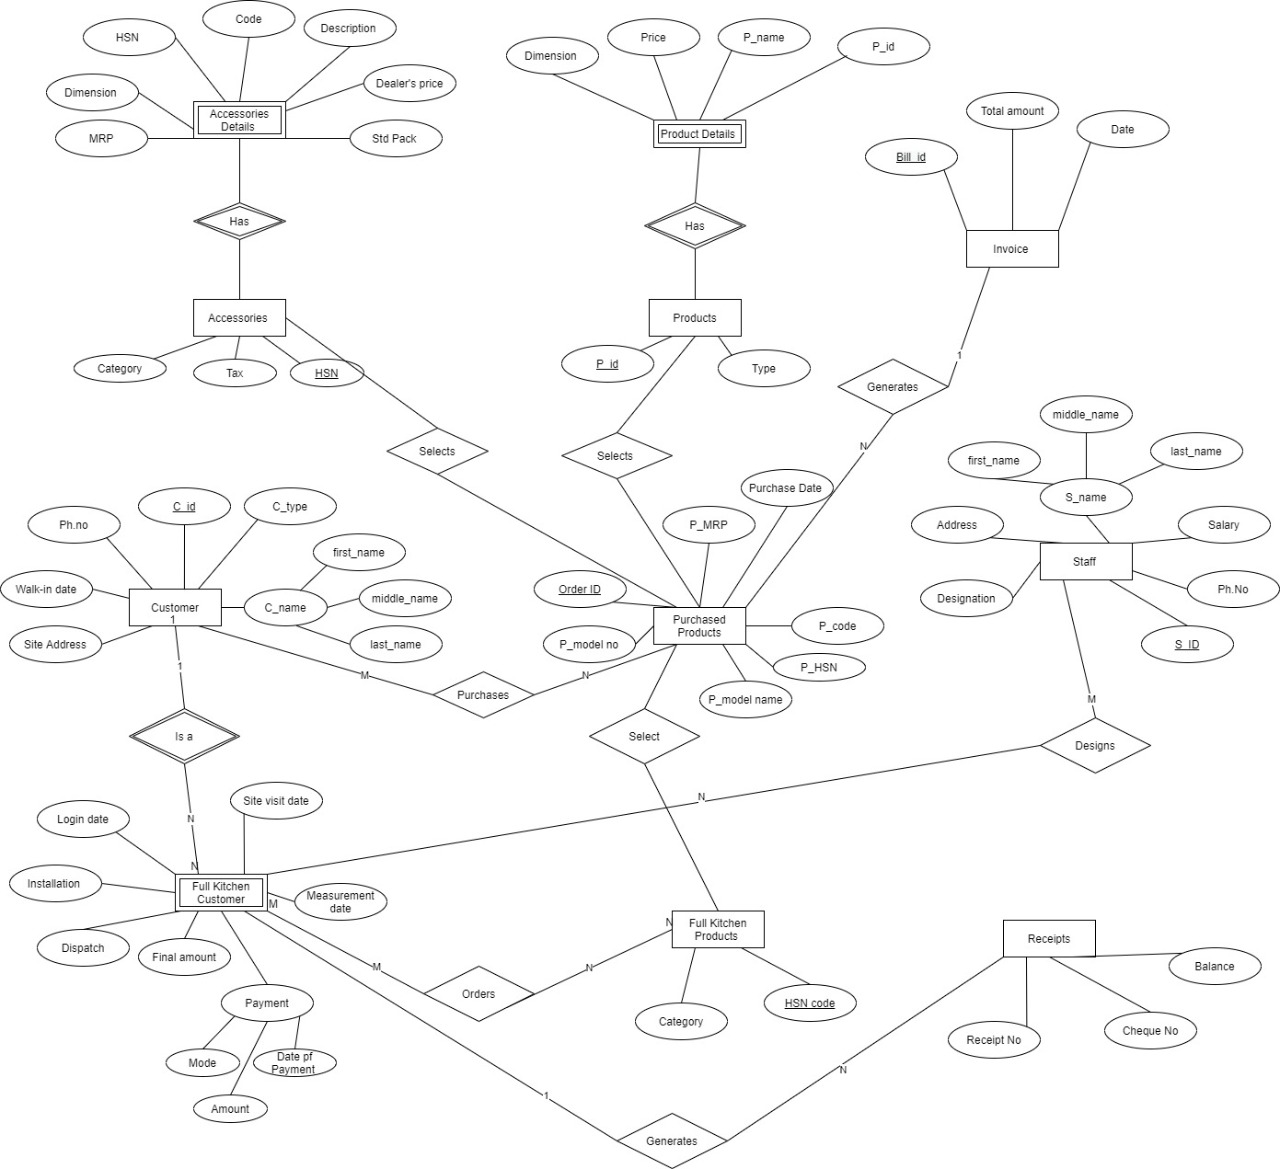 Code
HSN
Description
Dimension
Dealer's price
Accessories
Details
MRP
Std Pack
Has
Accessories
Category
Tax
HSN
Selects
Dimension
Price
P_name
P_id
Product Details
Has
Products
P_id
Type
Selects
Total amount
Bill_id
Date
Invoice
1
Generates
N
middle_name
first_name
last_name
S_name
Address
Salary
Staff
Designation
Ph.No
S_ID
M
Designs
N
C_id
C_type
Ph.no
first_name
Walk-in date
Customer
1
C_name
middle_name
Site Address
last_name
1
M
Purchases
N
Purchase Date
P_MRP
Order ID
Purchased
Products
P_code
P_model no
P_HSN
P_model name
Select
Is a
N
N
Site visit date
Login date
Installation
Full Kitchen
Customer
Measurement
date
M
Dispatch
Final amount
Payment
Mode
Date pf
Payment
Amount
M
Orders
N
N
Full Kitchen
Products
Category
HSN code
Receipts
Balance
Receipt No
Cheque No
1
Generates
N